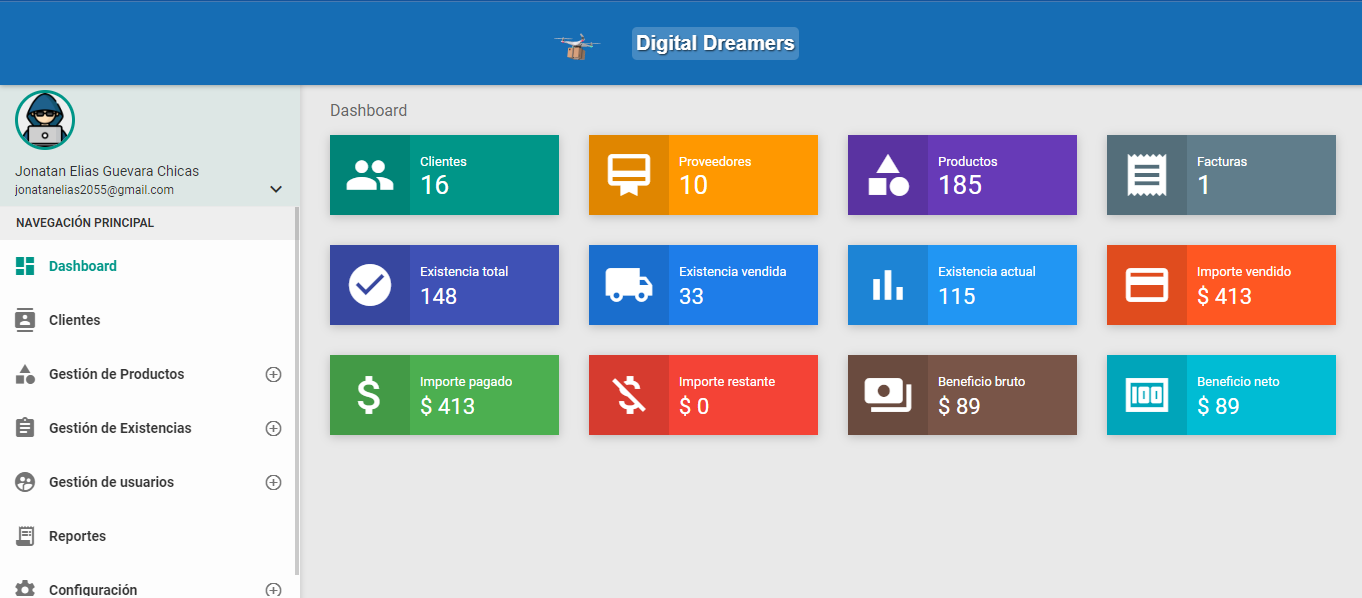 Digital Dreamers
Jonatan Elias Guevara Chicas
jonatanelias2055@gmail.com
NAVEGACIÓN PRINCIPAL
Dashboard
Clientes
Gestión de Productos
Gestión de Existencias
Gestión de usuarios
Reportes
Configuración
Dashboard
Clientes
16
Proveedores
10
Productos
185
Facturas
1
Existencia total
148
Existencia vendida
33
Existencia actual
115
Importe vendido
$ 413
Importe pagado
$ 413
Importe restante
$ 0
Beneficio bruto
$ 89
Beneficio neto
$ 89